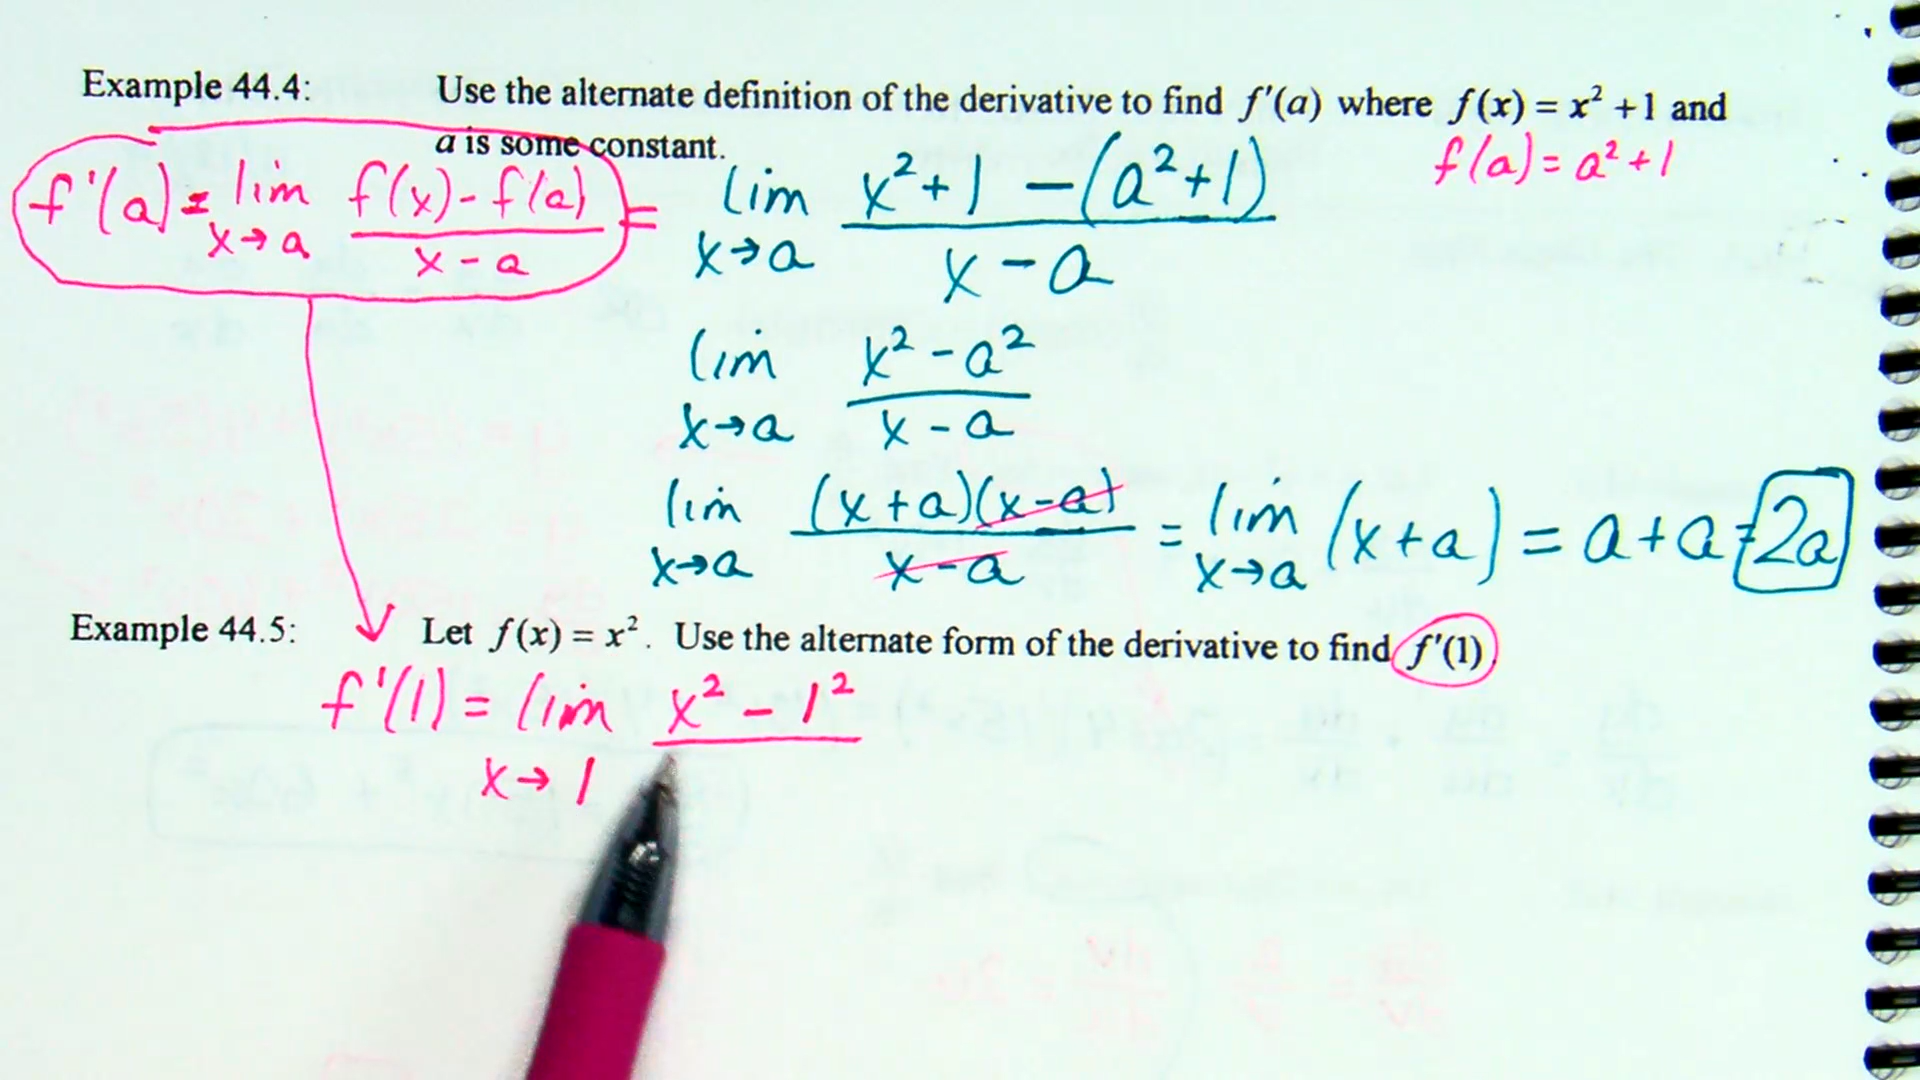 Example 44.4: Use the alternate definition of the derivative to find f'(a) where f(x) = x² + 1 and
a is some constant.
f(a) = a² + 1
f'(a) = lim x→a (f(x) - f(a))/(x - a) = lim x→a (x² + 1 - (a² + 1))/(x - a)
lim x→a (x² - a²)/(x - a)
lim x→a ((x + a)(x - a))/(x - a) = lim x→a (x + a) = a + a = 2a
Example 44.5: Let f(x) = x². Use the alternate form of the derivative to find f'(1).
f'(1) = lim x→1 x² - 1²